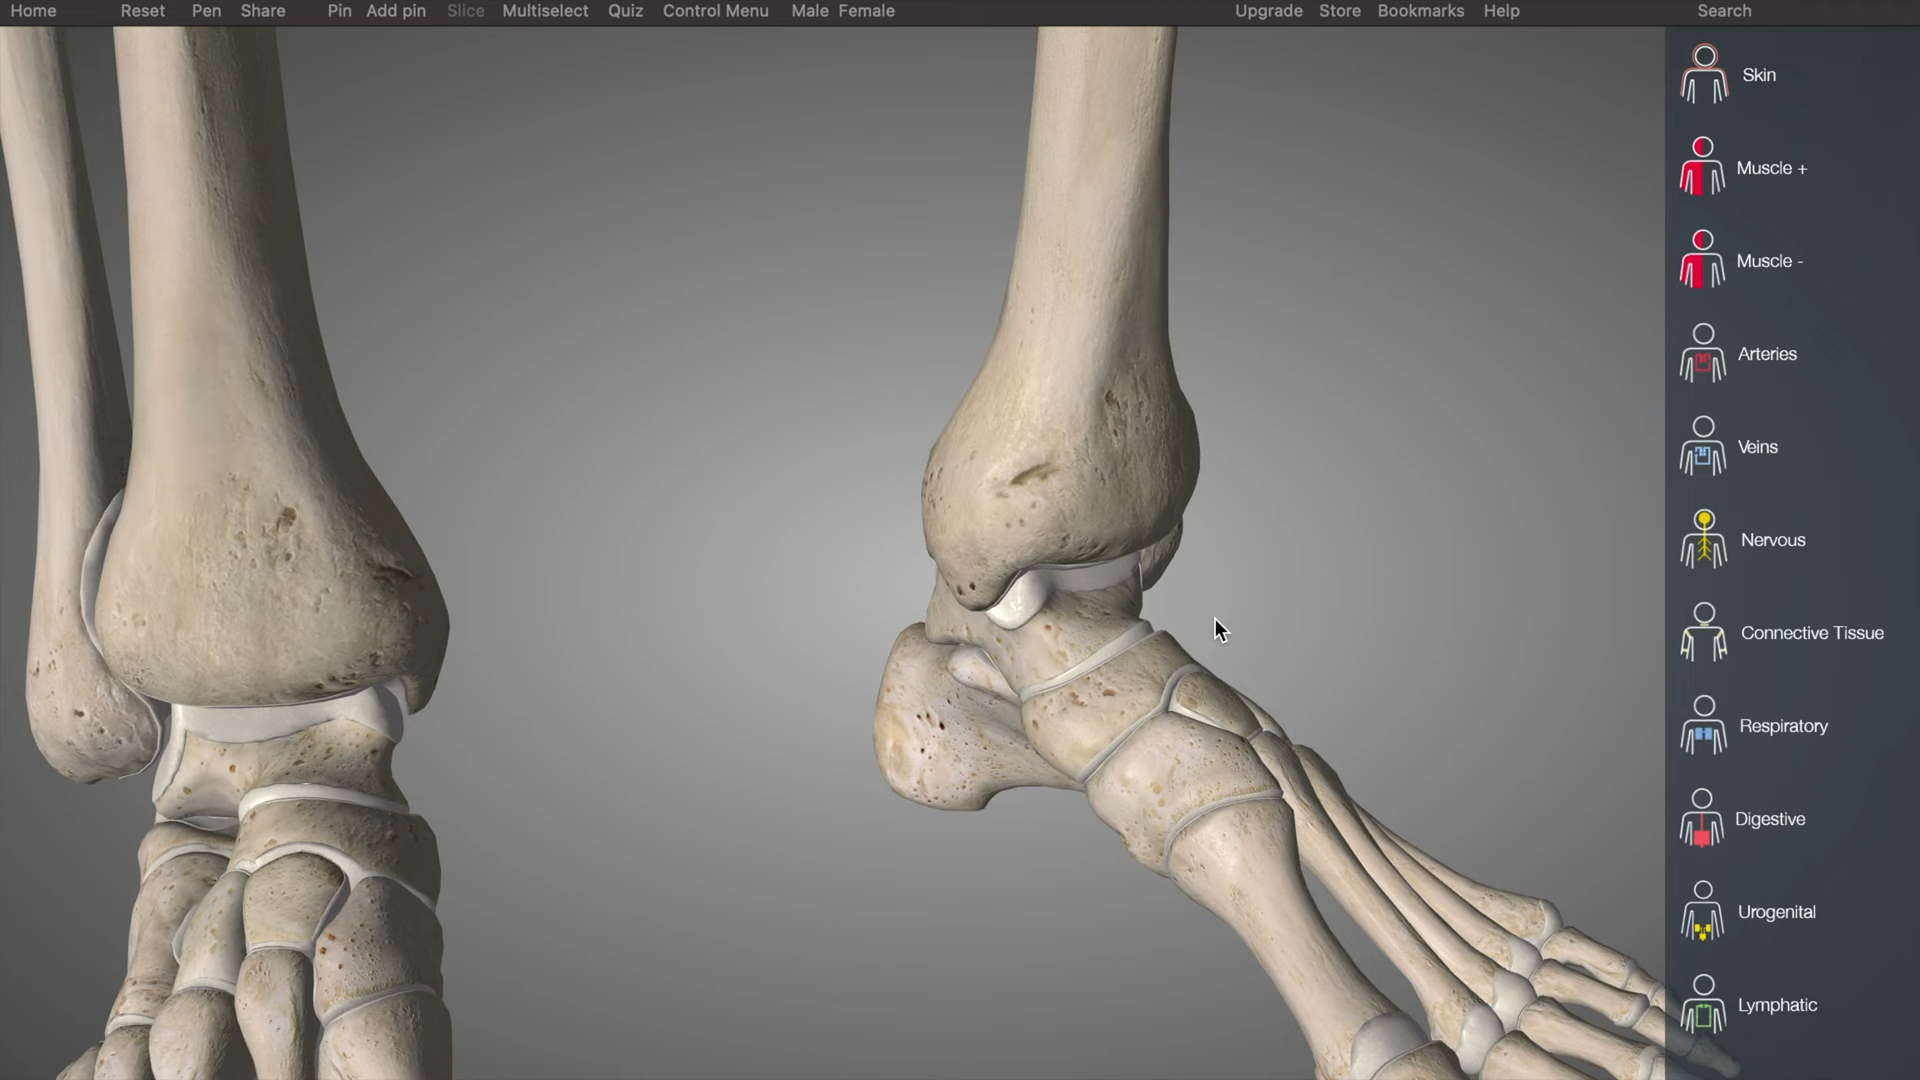 Home Reset Pen Share Pin Add pin Slice Multiselect Quiz Control Menu Male Female Upgrade Store Bookmarks Help Search
Skin
Muscle +
Muscle -
Arteries
Veins
Nervous
Connective Tissue
Respiratory
Digestive
Urogenital
Lymphatic